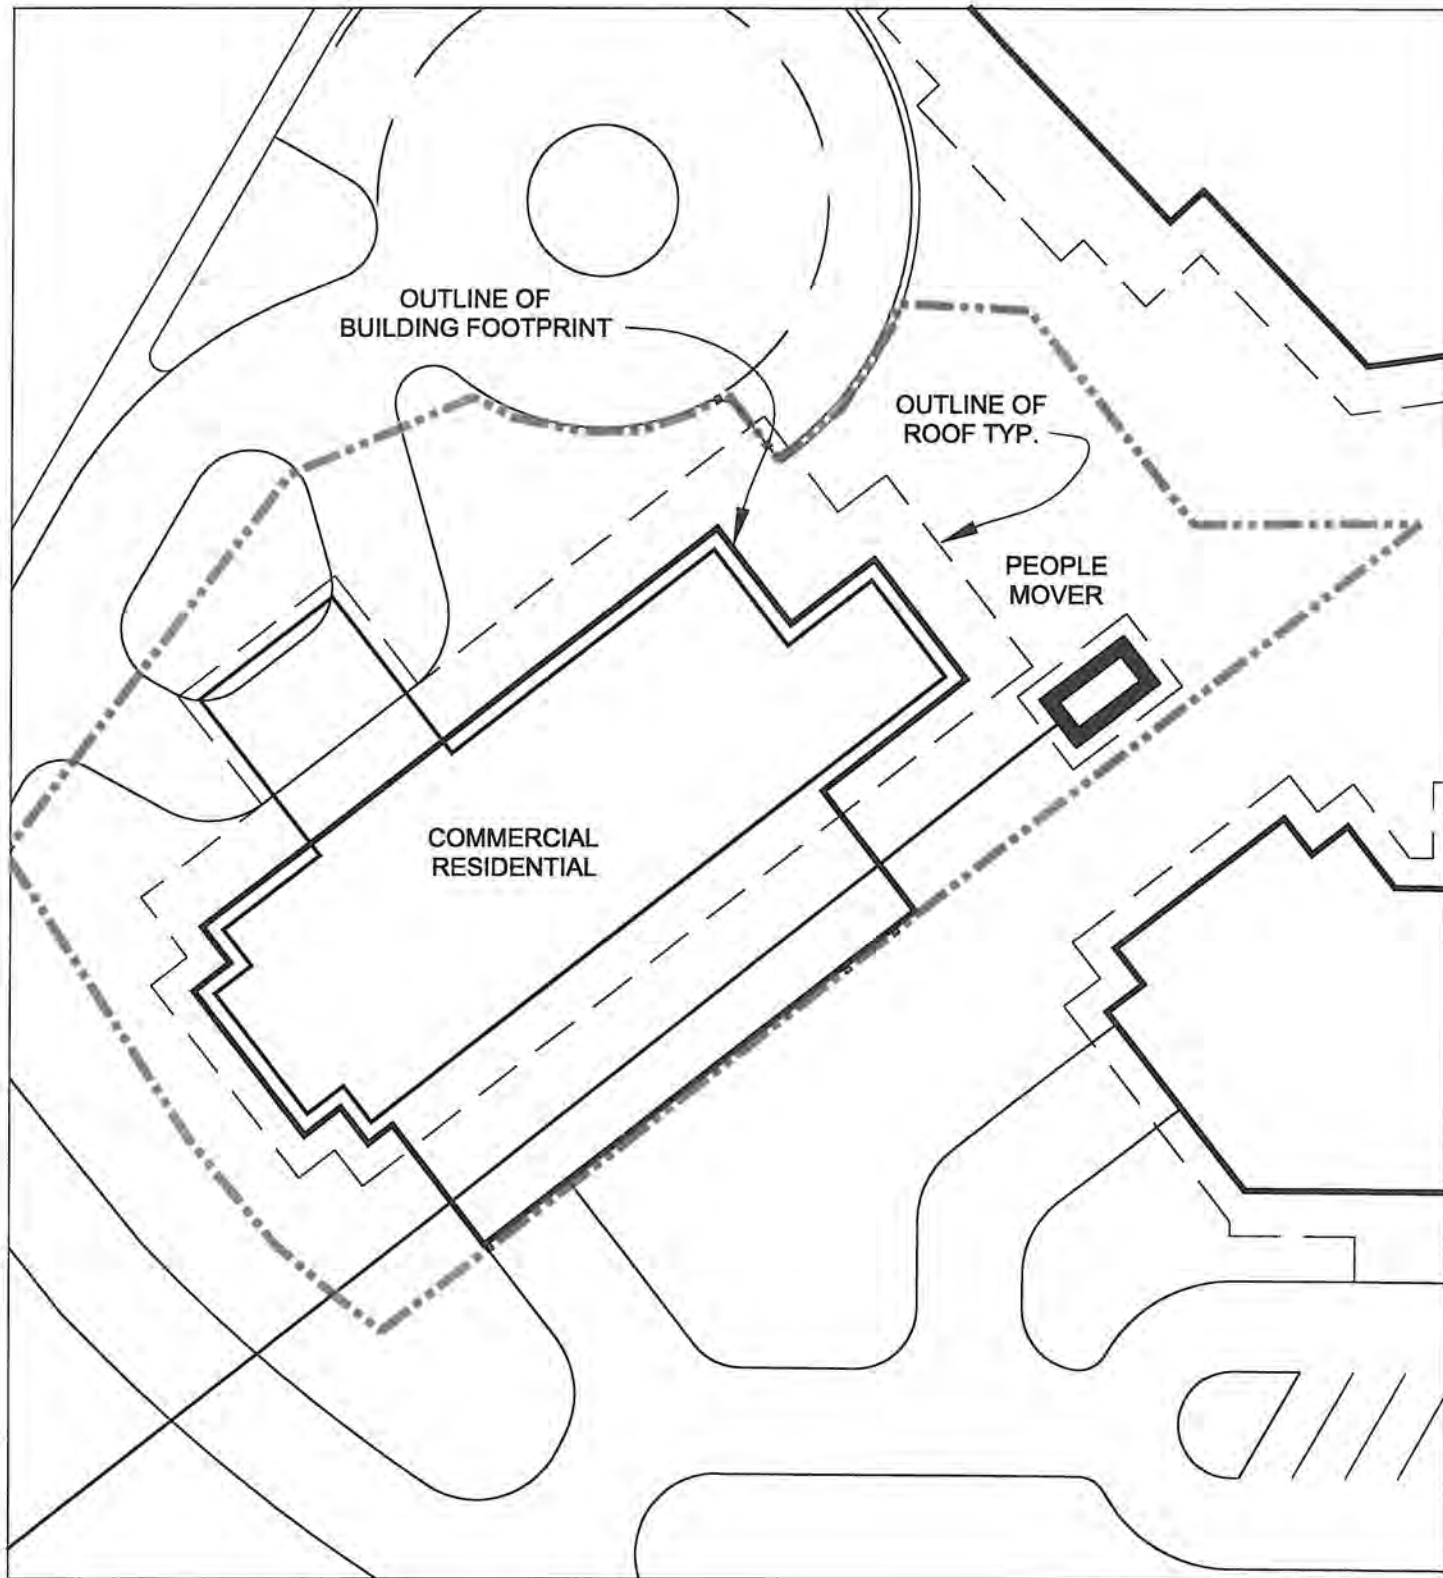 OUTLINE OF
BUILDING FOOTPRINT
OUTLINE OF
ROOF TYP.
PEOPLE
MOVER
COMMERCIAL
RESIDENTIAL